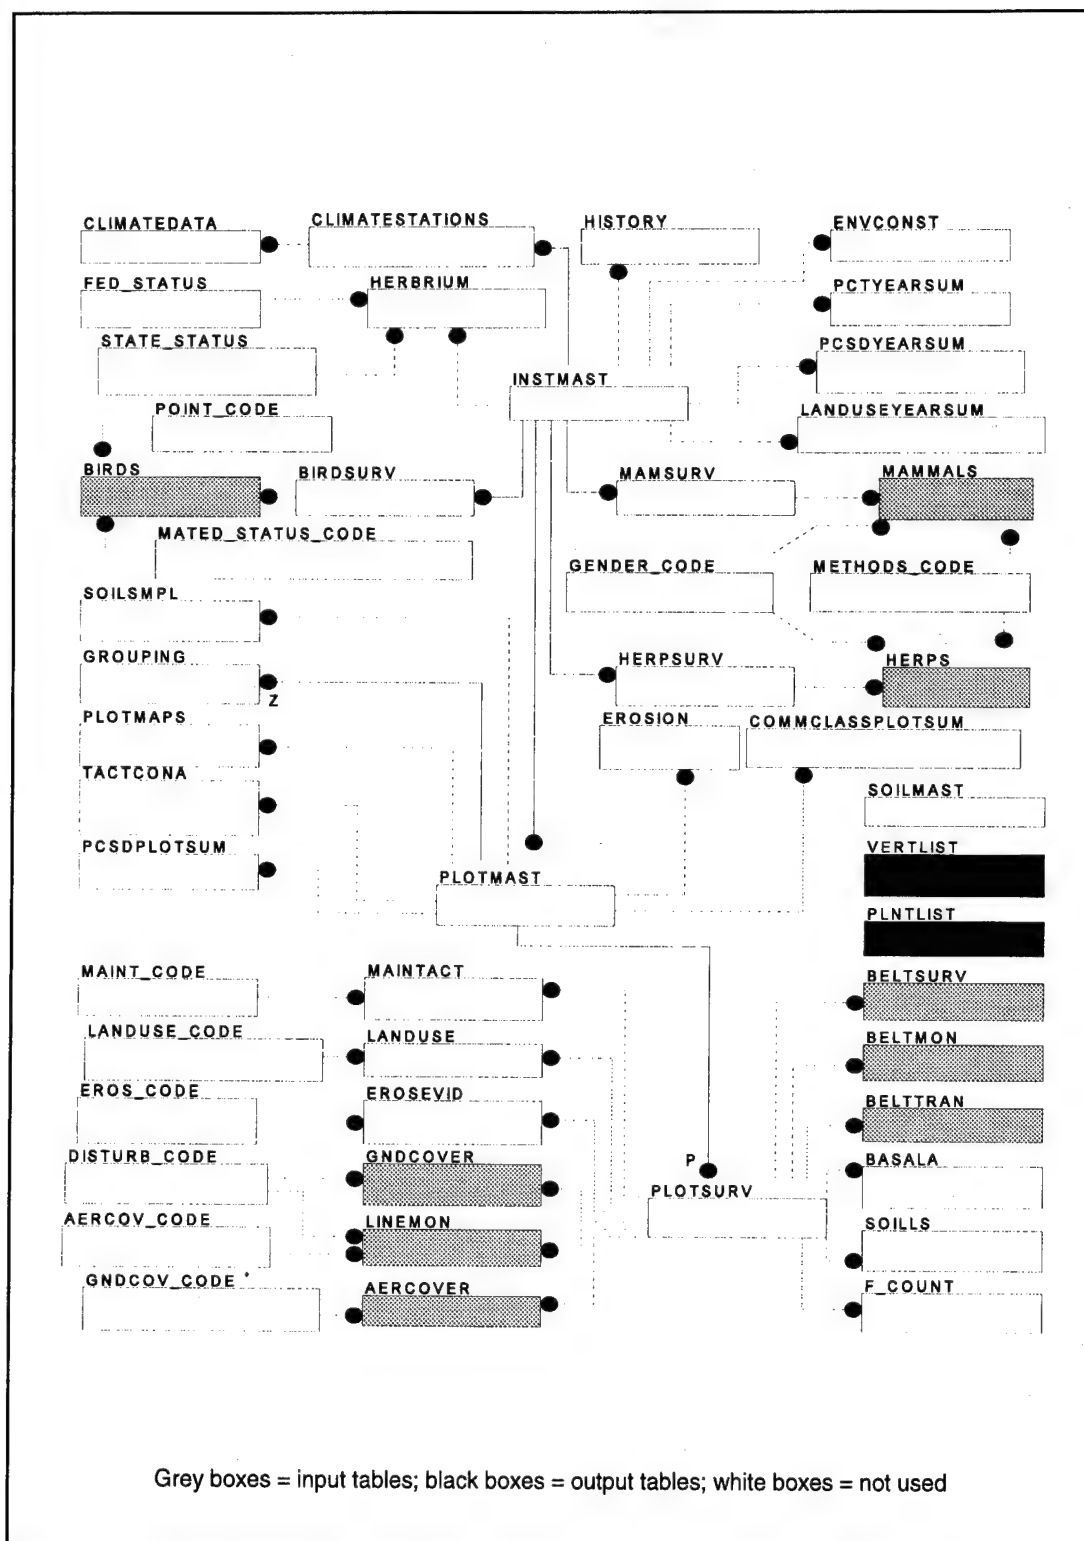 CLIMATEDATA
CLIMATESTATIONS
HISTORY
ENVCONST
FED_STATUS
HERBRIUM
PCTYEARSUM
STATE_STATUS
PCSDYEARSUM
INSTMAST
POINT_CODE
LANDUSEYEARSUM
BIRDS
BIRDSURV
MAMSURV
MAMMALS
MATED_STATUS_CODE
GENDER_CODE
METHODS_CODE
SOILSMPL
GROUPING
Z
HERPSURV
HERPS
PLOTMAPS
EROSION
COMMCLASSPLOTSUM
TACTCONA
SOILMAST
PCSDPLOTSUM
VERTLIST
PLOTMAST
PLNTLIST
MAINT_CODE
MAINTACT
BELTSURV
LANDUSE_CODE
LANDUSE
BELTMON
EROS_CODE
EROSEVID
BELTTRAN
DISTURB_CODE
GNDCOVER
P
BASALA
PLOTSURV
AERCOV_CODE
LINEMON
SOILLS
GNDCOV_CODE
AERCOVER
F_COUNT
Grey boxes = input tables; black boxes = output tables; white boxes = not used